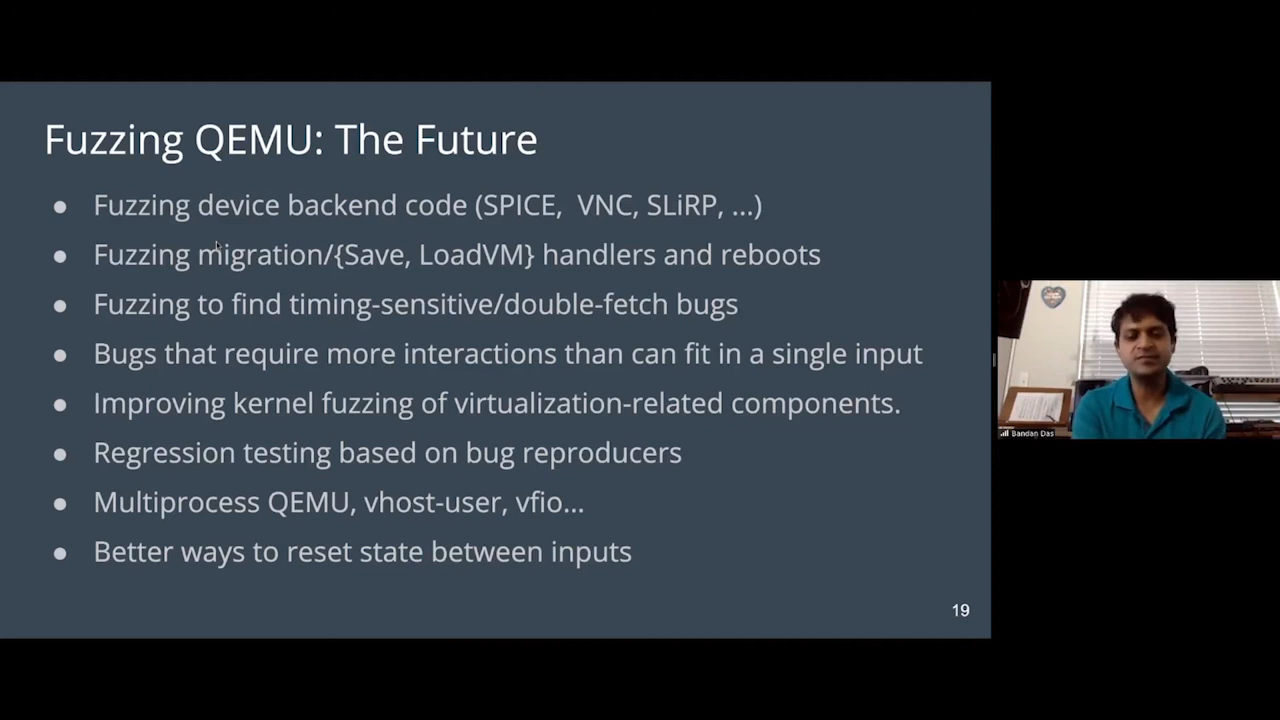 Fuzzing QEMU: The Future
● Fuzzing device backend code (SPICE, VNC, SLiRP, ...)
● Fuzzing migration/{Save, LoadVM} handlers and reboots
● Fuzzing to find timing-sensitive/double-fetch bugs
● Bugs that require more interactions than can fit in a single input
● Improving kernel fuzzing of virtualization-related components.
● Regression testing based on bug reproducers
● Multiprocess QEMU, vhost-user, vfio...
● Better ways to reset state between inputs
19
Bandan Das